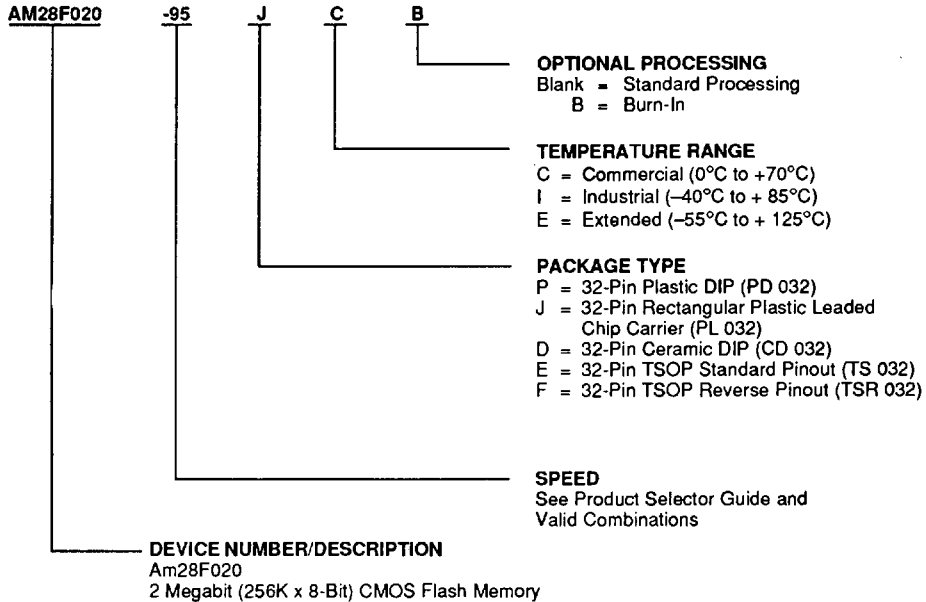 AM28F020 -95 J C B
OPTIONAL PROCESSING
Blank = Standard Processing
B = Burn-In
TEMPERATURE RANGE
C = Commercial (0°C to +70°C)
I = Industrial (–40°C to + 85°C)
E = Extended (–55°C to + 125°C)
PACKAGE TYPE
P = 32-Pin Plastic DIP (PD 032)
J = 32-Pin Rectangular Plastic Leaded
Chip Carrier (PL 032)
D = 32-Pin Ceramic DIP (CD 032)
E = 32-Pin TSOP Standard Pinout (TS 032)
F = 32-Pin TSOP Reverse Pinout (TSR 032)
SPEED
See Product Selector Guide and
Valid Combinations
DEVICE NUMBER/DESCRIPTION
Am28F020
2 Megabit (256K x 8-Bit) CMOS Flash Memory